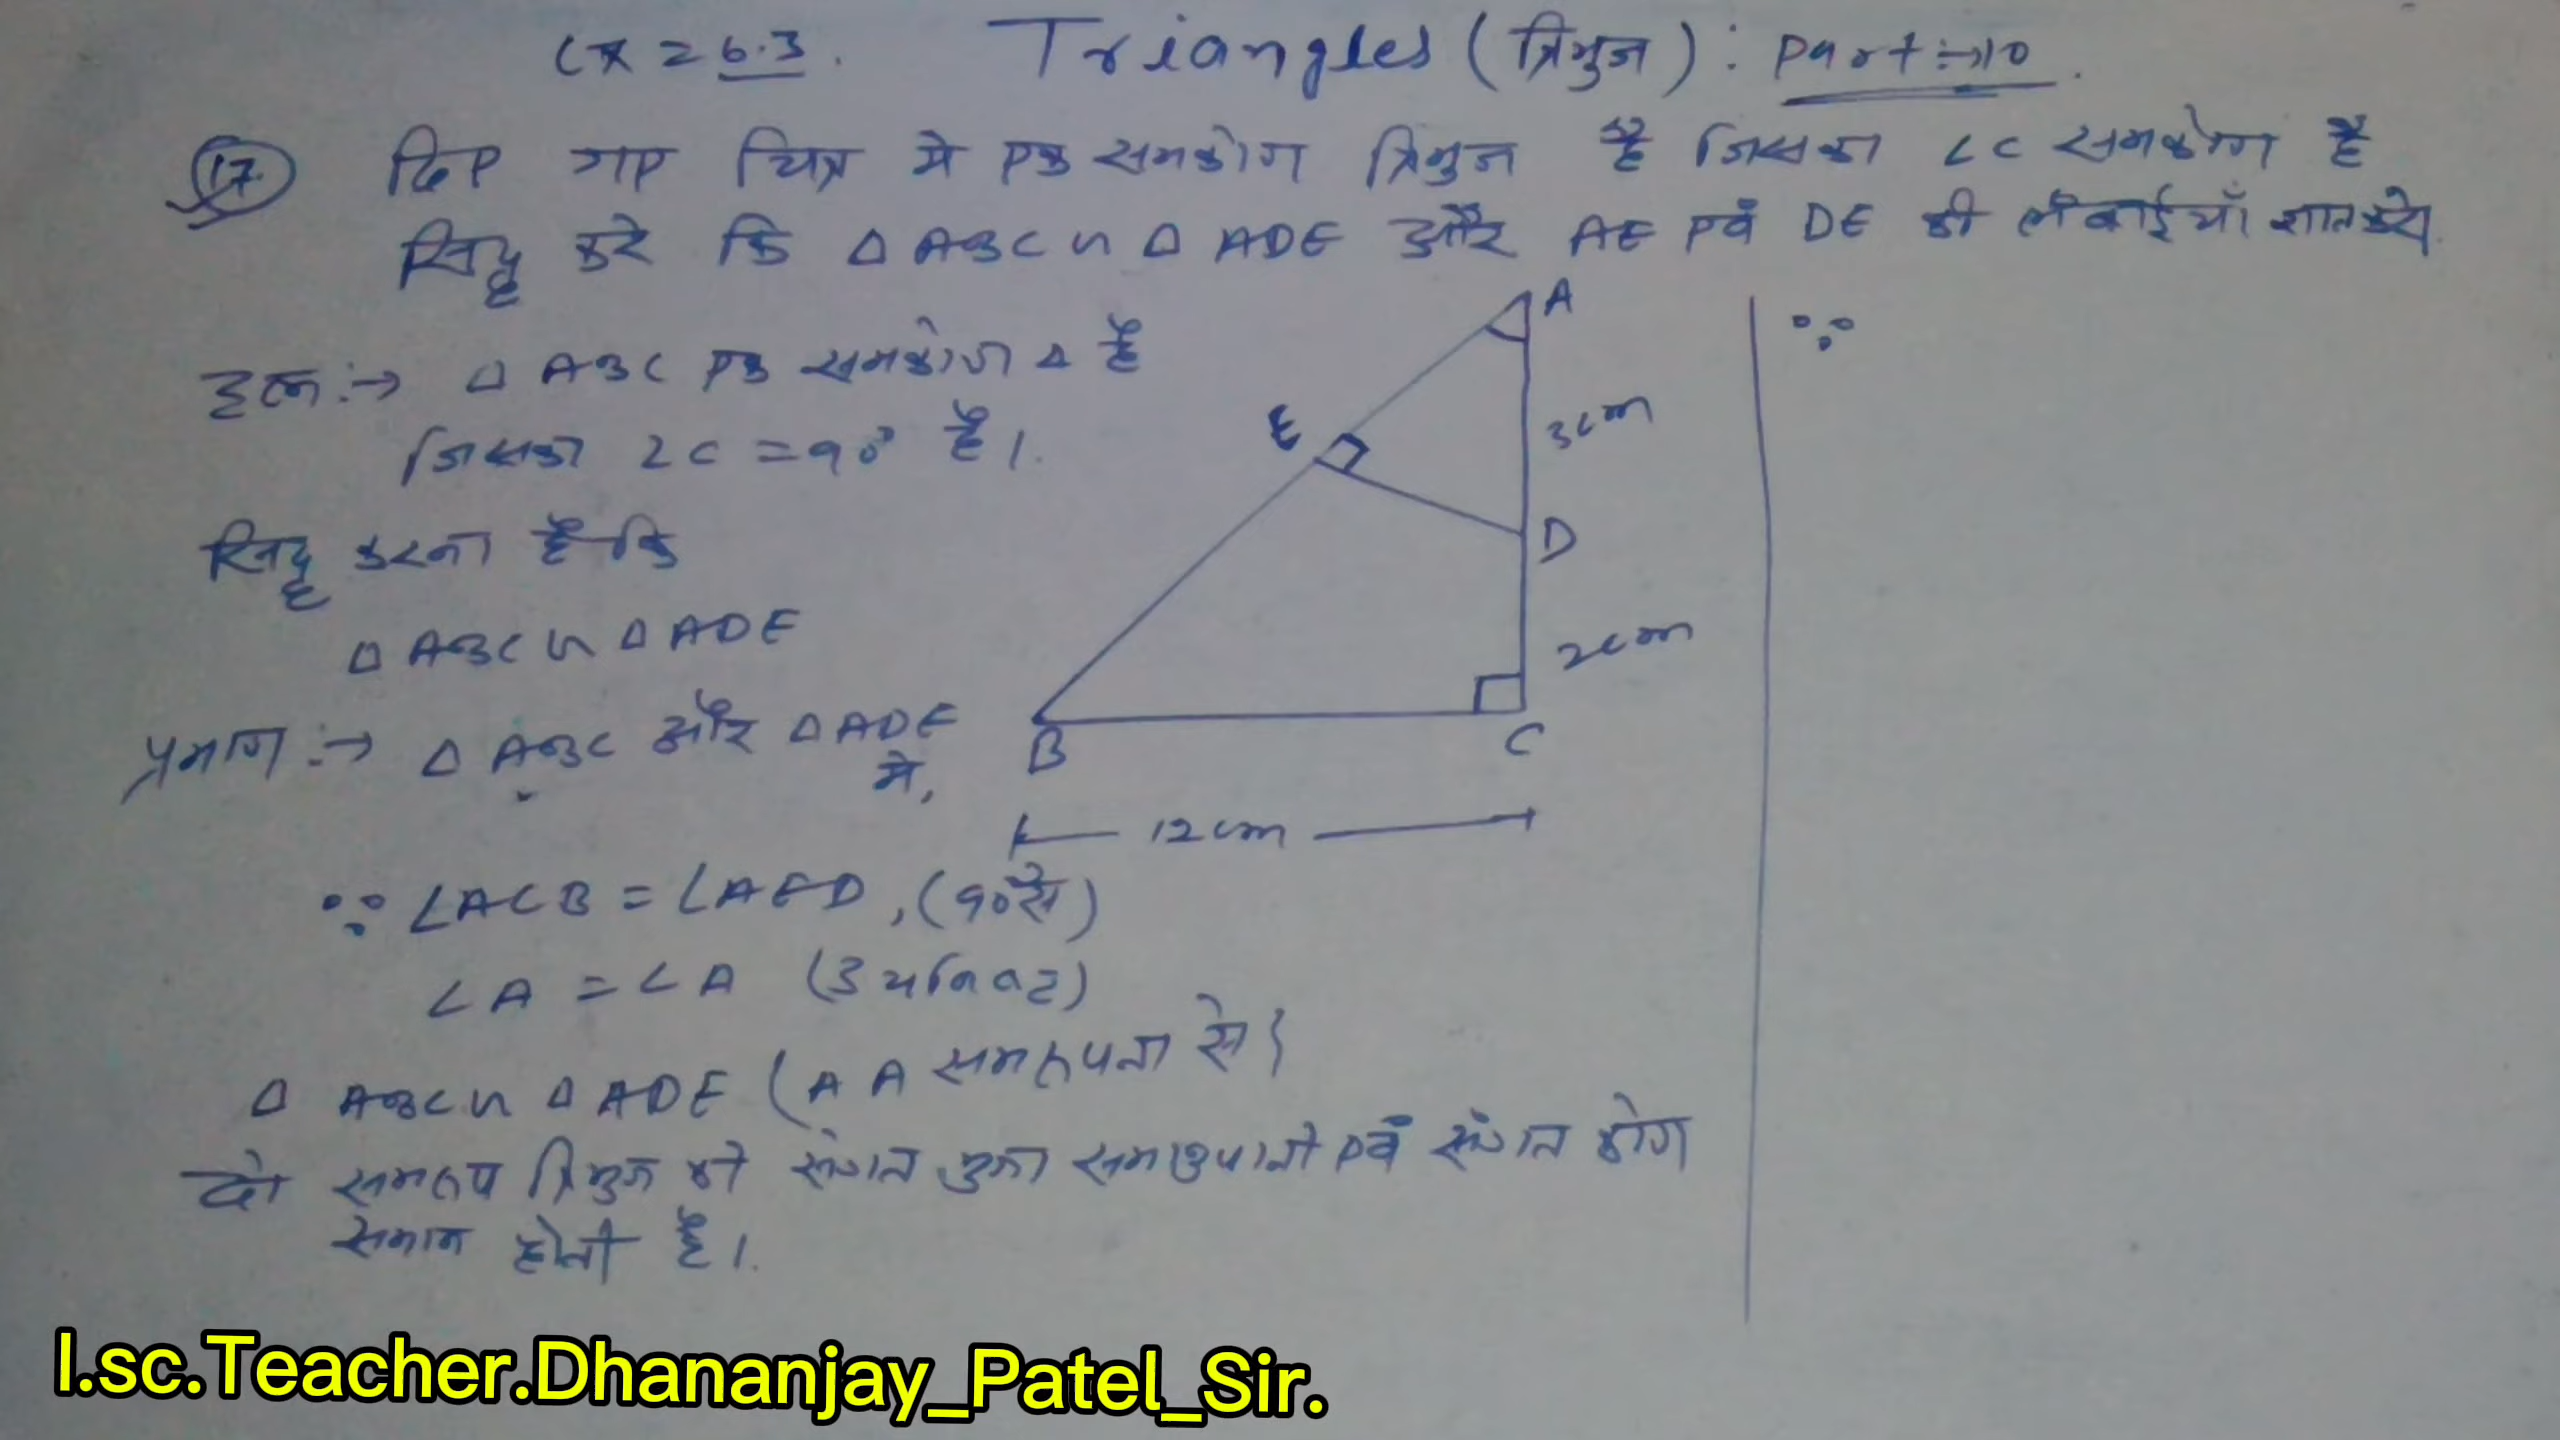 Ex = 6.3. Triangles (त्रिभुज) : Part :→ 10.
17. दिए गए चित्र मे एक समकोण त्रिभुज है जिसका ∠C समकोण है
सिद्ध करे कि Δ ABC ∽ Δ ADE और AE एवं DE की लंबाईयाँ ज्ञात करे।
हल :→ Δ ABC एक समकोण Δ है
जिसका ∠C = 90° है।
सिद्ध करना है कि
Δ ABC ∽ Δ ADE
प्रमाण :→ Δ ABC और Δ ADE
मे,
∵ ∠ACB = ∠AED, (90° से)
∠A = ∠A (उभयनिष्ट)
Δ ABC ∽ Δ ADE (AA समरूपता से)
दो समरूप त्रिभुज की संगत भुजा समानुपाती एवं संगत कोण
समान होती है।
A
3cm
E
D
2cm
B
C
12cm
∵
I.sc.Teacher.Dhananjay_Patel_Sir.